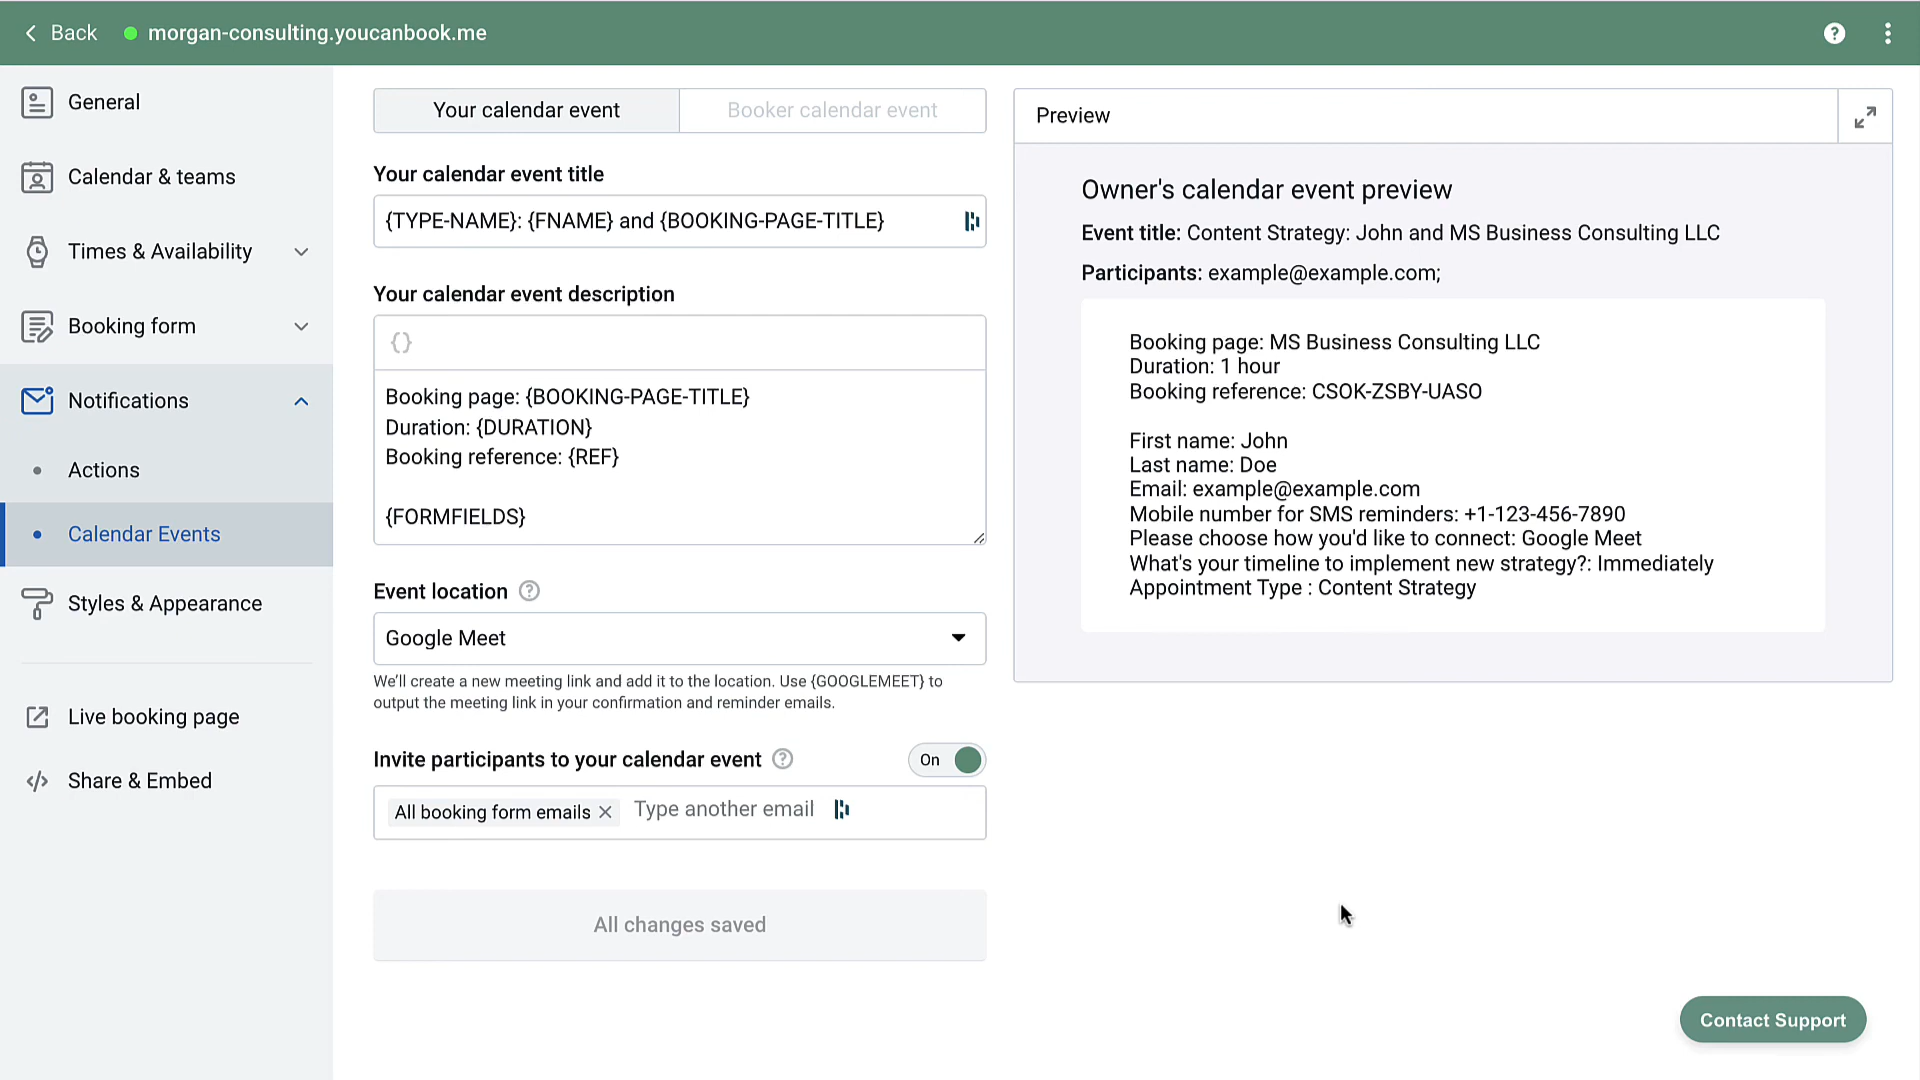 Back
morgan-consulting.youcanbook.me
General
Calendar & teams
Times & Availability
Booking form
Notifications
Actions
Calendar Events
Styles & Appearance
Live booking page
Share & Embed
Your calendar event
Booker calendar event
Your calendar event title
{TYPE-NAME}: {FNAME} and {BOOKING-PAGE-TITLE}
Your calendar event description
{}
Booking page: {BOOKING-PAGE-TITLE}
Duration: {DURATION}
Booking reference: {REF}
{FORMFIELDS}
Event location ?
Google Meet
We'll create a new meeting link and add it to the location. Use {GOOGLEMEET} to
output the meeting link in your confirmation and reminder emails.
Invite participants to your calendar event ?
On
All booking form emails
Type another email
All changes saved
Preview
Owner's calendar event preview
Event title: Content Strategy: John and MS Business Consulting LLC
Participants: example@example.com;
Booking page: MS Business Consulting LLC
Duration: 1 hour
Booking reference: CSOK-ZSBY-UASO
First name: John
Last name: Doe
Email: example@example.com
Mobile number for SMS reminders: +1-123-456-7890
Please choose how you'd like to connect: Google Meet
What's your timeline to implement new strategy?: Immediately
Appointment Type : Content Strategy
Contact Support